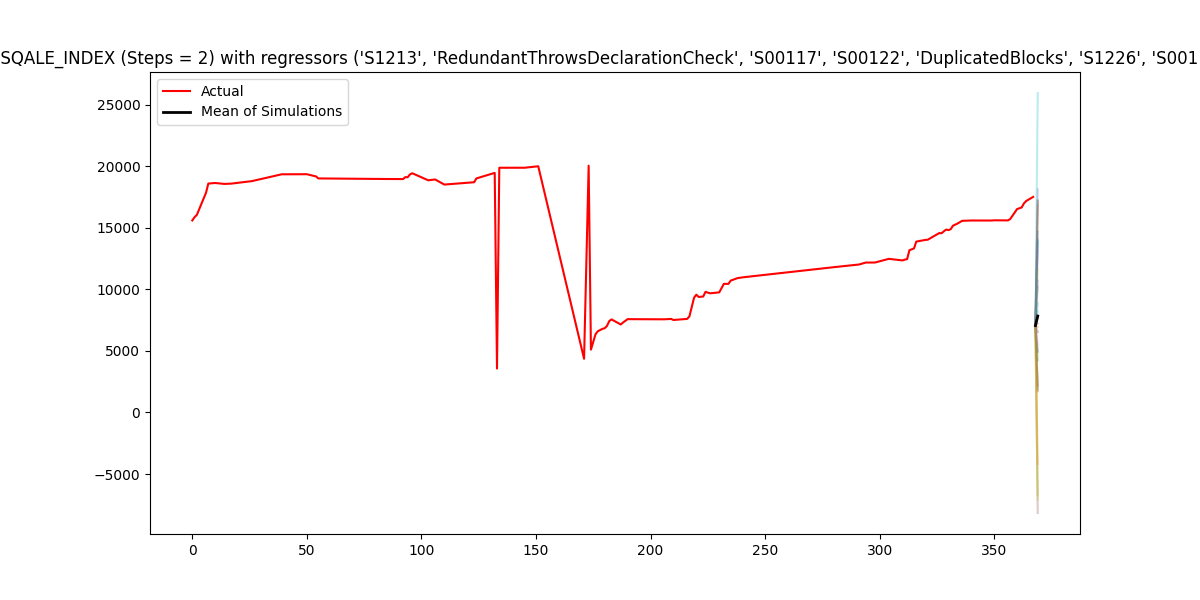 SQALE_INDEX (Steps = 2) with regressors ('S1213', 'RedundantThrowsDeclarationCheck', 'S00117', 'S00122', 'DuplicatedBlocks', 'S1226', 'S001
Actual
Mean of Simulations
25000
20000
15000
10000
5000
0
−5000
0 50 100 150 200 250 300 350